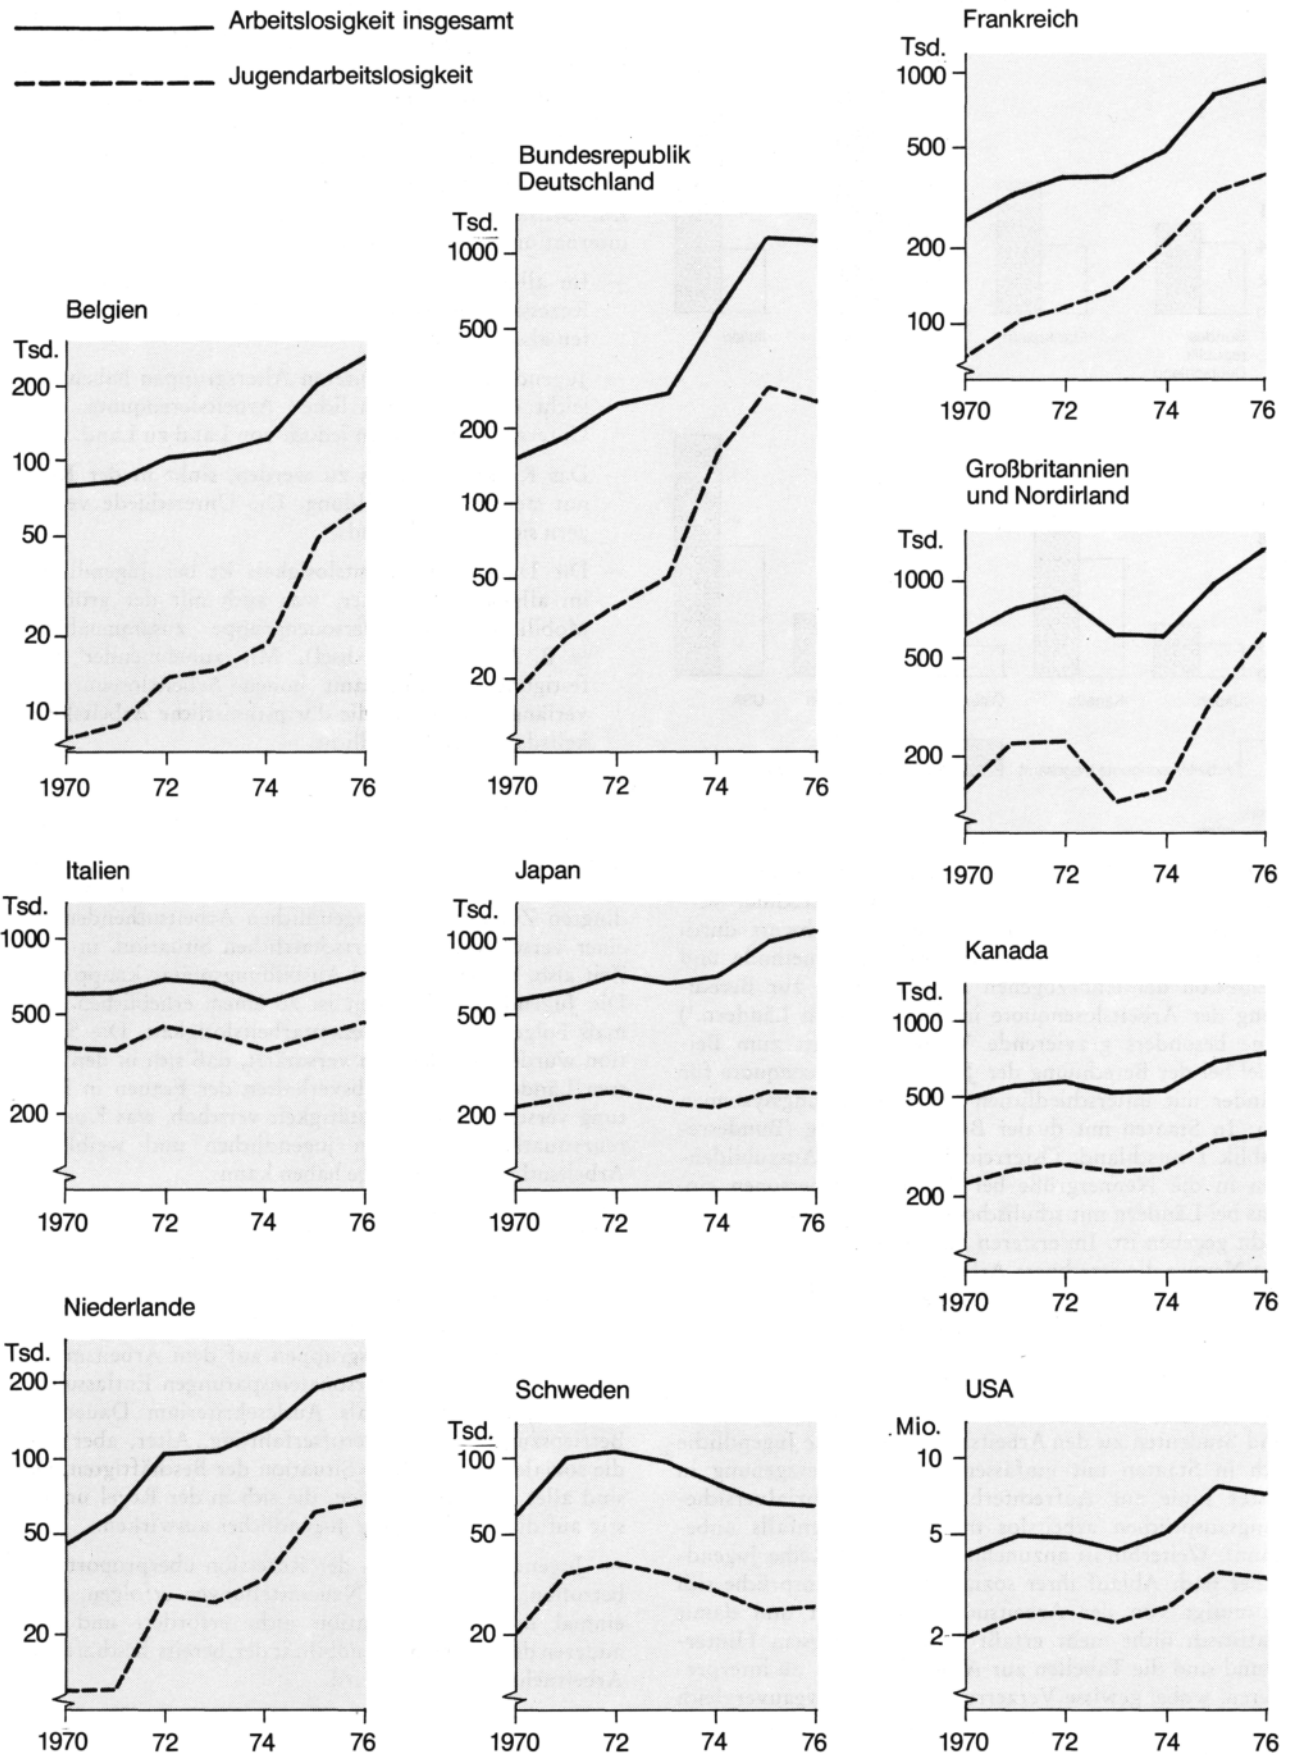 Arbeitslosigkeit insgesamt
Jugendarbeitslosigkeit
Frankreich
Tsd.
1000
500
200
100
1970 72 74 76
Bundesrepublik
Deutschland
Tsd.
1000
500
200
100
50
20
1970 72 74 76
Belgien
Tsd.
200
100
50
20
10
1970 72 74 76
Großbritannien
und Nordirland
Tsd.
1000
500
200
1970 72 74 76
Italien
Tsd.
1000
500
200
1970 72 74 76
Japan
Tsd.
1000
500
200
1970 72 74 76
Kanada
Tsd.
1000
500
200
1970 72 74 76
Niederlande
Tsd.
200
100
50
20
1970 72 74 76
Schweden
Tsd.
100
50
20
1970 72 74 76
USA
Mio.
10
5
2
1970 72 74 76